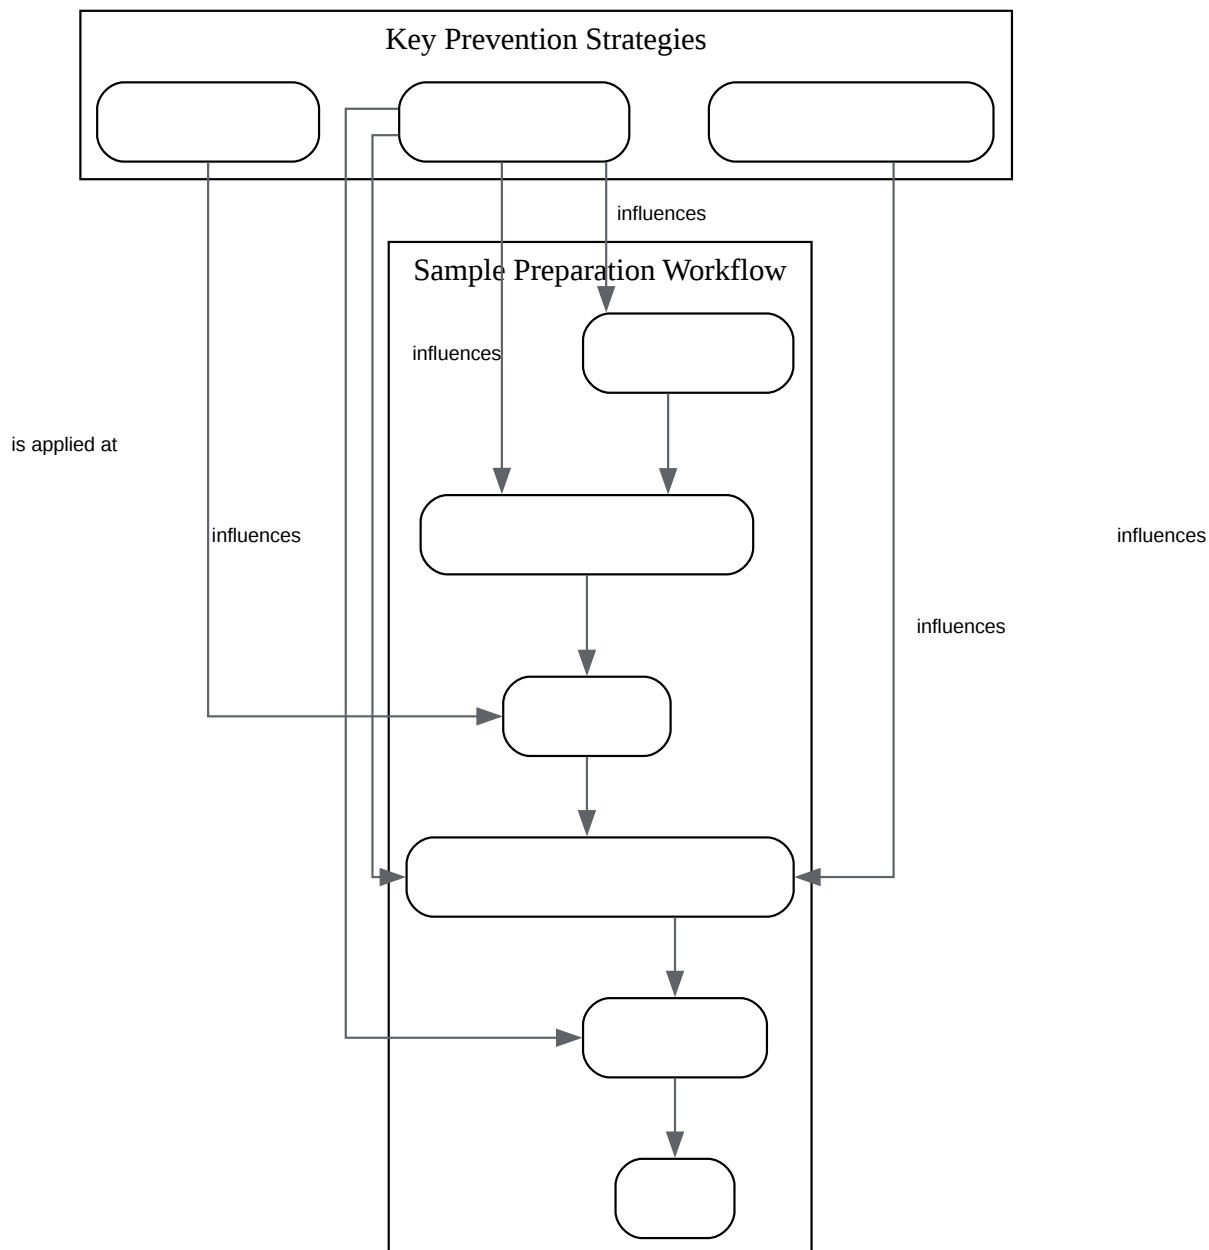 Key Prevention Strategies
influences
Sample Preparation Workflow
influences
is applied at
influences
influences
influences